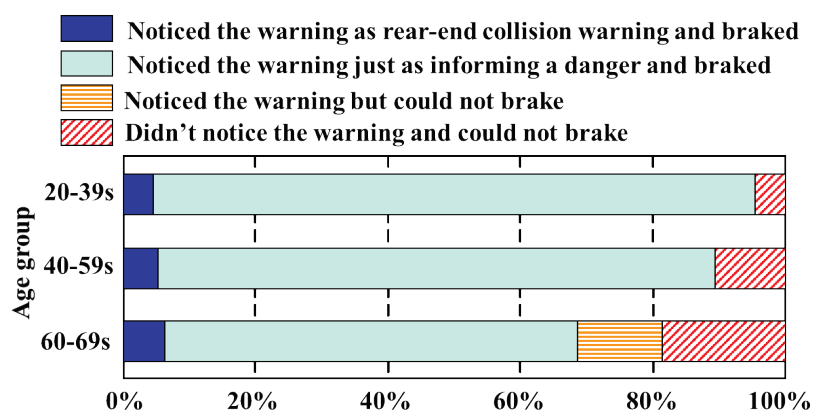 Noticed the warning as rear-end collision warning and braked
Noticed the warning just as informing a danger and braked
Noticed the warning but could not brake
Didn't notice the warning and could not brake
Age group
20-39s
40-59s
60-69s
0% 20% 40% 60% 80% 100%